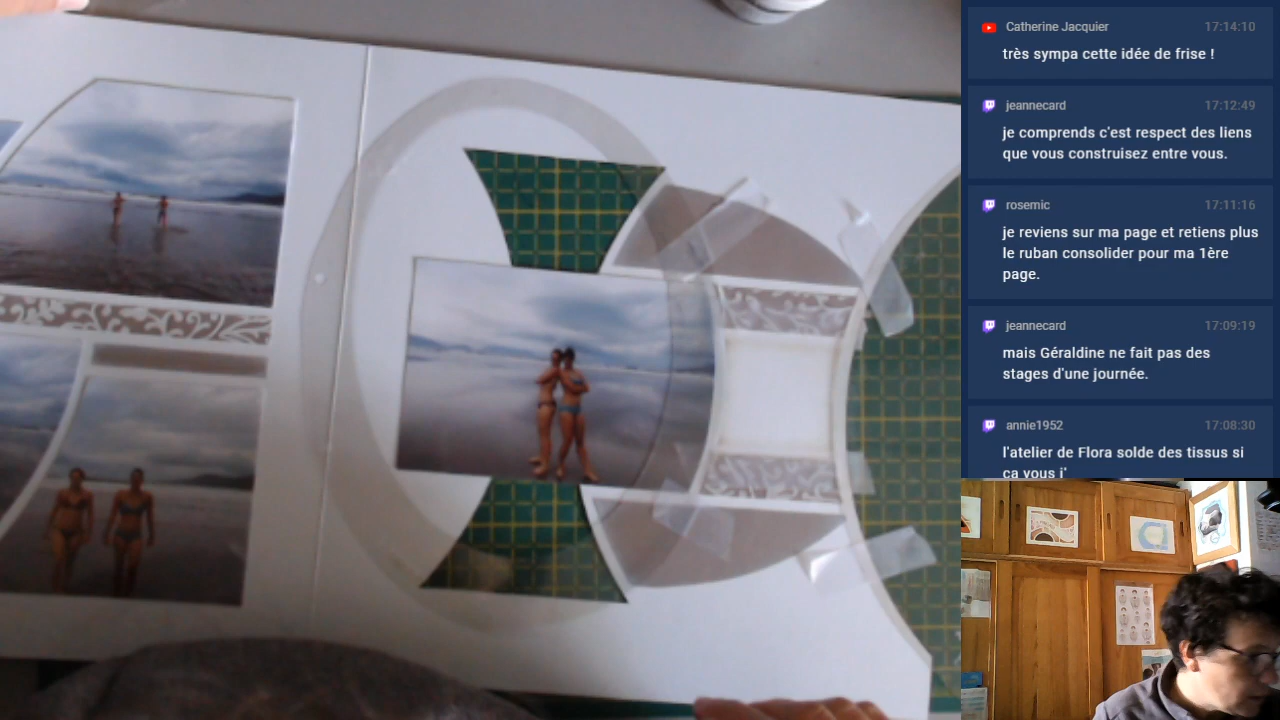 Catherine Jacquier 17:14:10
très sympa cette idée de frise !
jeannecard 17:12:49
je comprends c'est respect des liens
que vous construisez entre vous.
rosemic 17:11:16
je reviens sur ma page et retiens plus
le ruban consolider pour ma 1ère
page.
jeannecard 17:09:19
mais Géraldine ne fait pas des
stages d'une journée.
annie1952 17:08:30
l'atelier de Flora solde des tissus si
ça vous i'